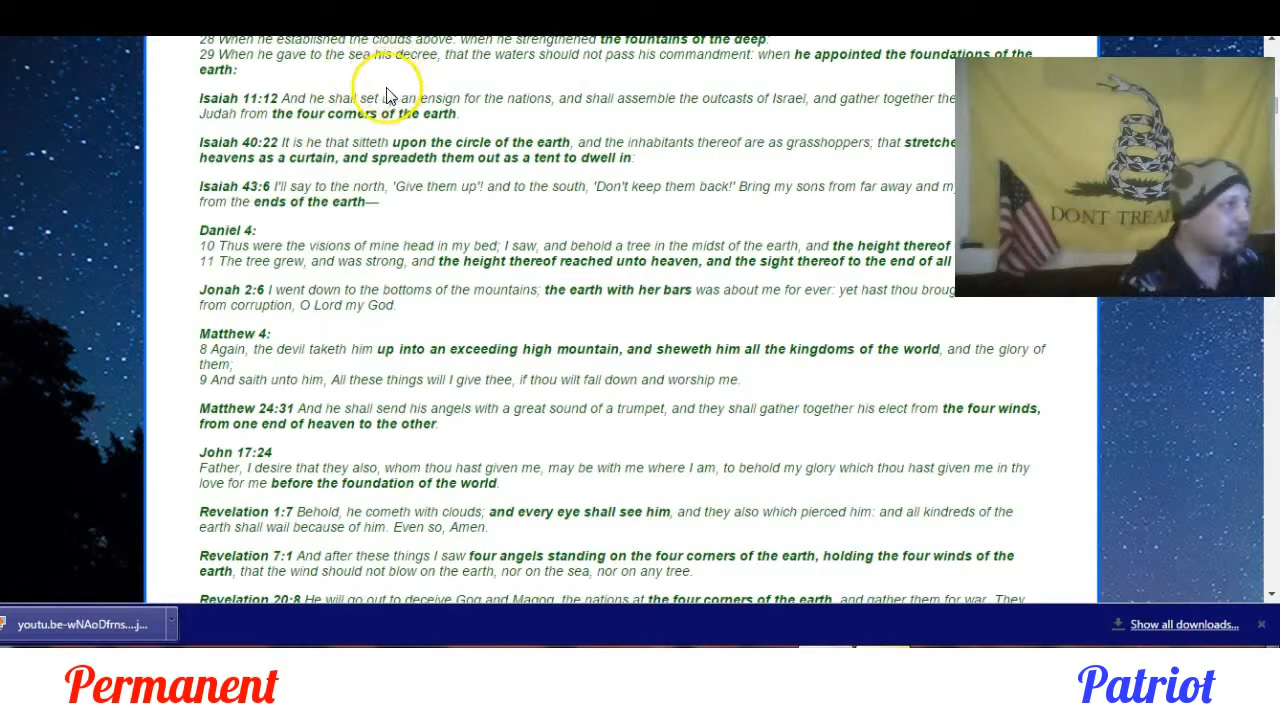 28 When he established the clouds above: when he strengthened the fountains of the deep:
29 When he gave to the sea his decree, that the waters should not pass his commandment: when he appointed the foundations of the
earth:
Isaiah 11:12 And he shall set an ensign for the nations, and shall assemble the outcasts of Israel, and gather together the
Judah from the four corners of the earth.
Isaiah 40:22 It is he that sitteth upon the circle of the earth, and the inhabitants thereof are as grasshoppers; that
heavens as a curtain, and spreadeth them out as a tent to dwell in:
Isaiah 43:6 I'll say to the north, 'Give them up'! and to the south, 'Don't keep them back!' Bring my sons from far away and my
from the ends of the earth—
Daniel 4:
10 Thus were the visions of mine head in my bed; I saw, and behold a tree in the midst of the earth, and the height thereof
11 The tree grew, and was strong, and the height thereof reached unto heaven, and the sight thereof to the end of all
Jonah 2:6 I went down to the bottoms of the mountains; the earth with her bars was about me for ever: yet hast thou
from corruption, O Lord my God.
Matthew 4:
8 Again, the devil taketh him up into an exceeding high mountain, and sheweth him all the kingdoms of the world, and the glory of
them;
9 And saith unto him, All these things will I give thee, if thou wilt fall down and worship me.
Matthew 24:31 And he shall send his angels with a great sound of a trumpet, and they shall gather together his elect from the four winds,
from one end of heaven to the other.
John 17:24
Father, I desire that they also, whom thou hast given me, may be with me where I am, to behold my glory which thou hast given me in thy
love for me before the foundation of the world.
Revelation 1:7 Behold, he cometh with clouds; and every eye shall see him, and they also which pierced him: and all kindreds of the
earth shall wail because of him. Even so, Amen.
Revelation 7:1 And after these things I saw four angels standing on the four corners of the earth, holding the four winds of the
earth, that the wind should not blow on the earth, nor on the sea, nor on any tree.
Revelation 20:8 He will go out to deceive Gog and Magog, the nations at the four corners of the earth, and gather them for war. They
DONT TREAD
youtu.be-wNAoDfrns....j...
Show all downloads...
Permanent
Patriot